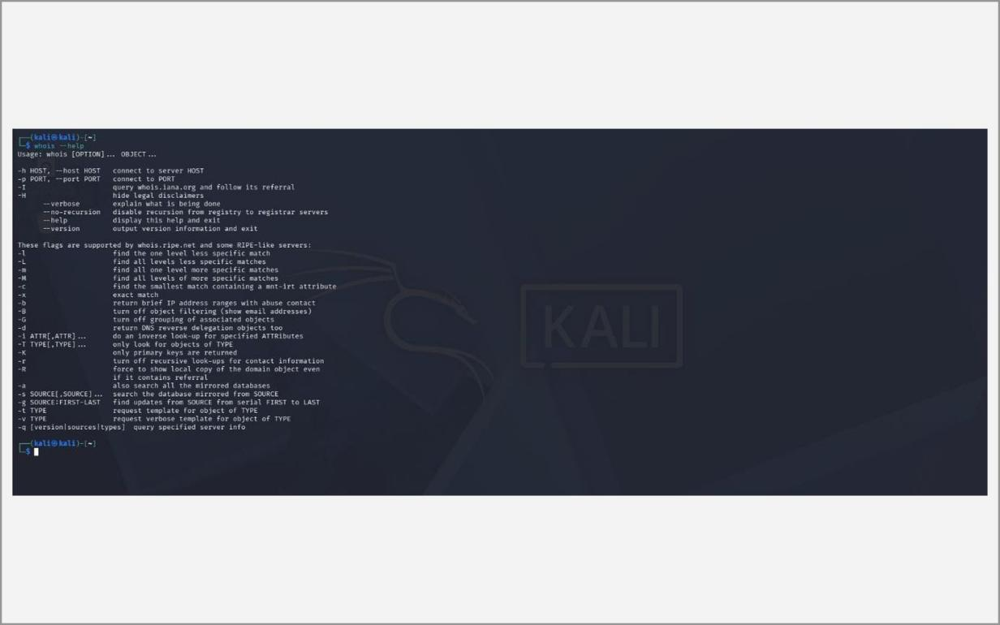 ┌──(kali㉿kali)-[~]
└─$ whois --help
Usage: whois [OPTION]... OBJECT...

-h HOST, --host HOST   connect to server HOST
-p PORT, --port PORT   connect to PORT
-I                     query whois.iana.org and follow its referral
-H                     hide legal disclaimers
      --verbose        explain what is being done
      --no-recursion   disable recursion from registry to registrar servers
      --help           display this help and exit
      --version        output version information and exit

These flags are supported by whois.ripe.net and some RIPE-like servers:
-l                     find the one level less specific match
-L                     find all levels less specific matches
-m                     find all one level more specific matches
-M                     find all levels of more specific matches
-c                     find the smallest match containing a mnt-irt attribute
-x                     exact match
-b                     return brief IP address ranges with abuse contact
-B                     turn off object filtering (show email addresses)
-G                     turn off grouping of associated objects
-d                     return DNS reverse delegation objects too
-i ATTR[,ATTR]...      do an inverse look-up for specified ATTRibutes
-T TYPE[,TYPE]...      only look for objects of TYPE
-K                     only primary keys are returned
-r                     turn off recursive look-ups for contact information
-R                     force to show local copy of the domain object even
                       if it contains referral
-a                     also search all the mirrored databases
-s SOURCE[,SOURCE]...  search the database mirrored from SOURCE
-g SOURCE:FIRST-LAST   find updates from SOURCE from serial FIRST to LAST
-t TYPE                request template for object of TYPE
-v TYPE                request verbose template for object of TYPE
-q [version|sources|types]  query specified server info

┌──(kali㉿kali)-[~]
└─$
KALI